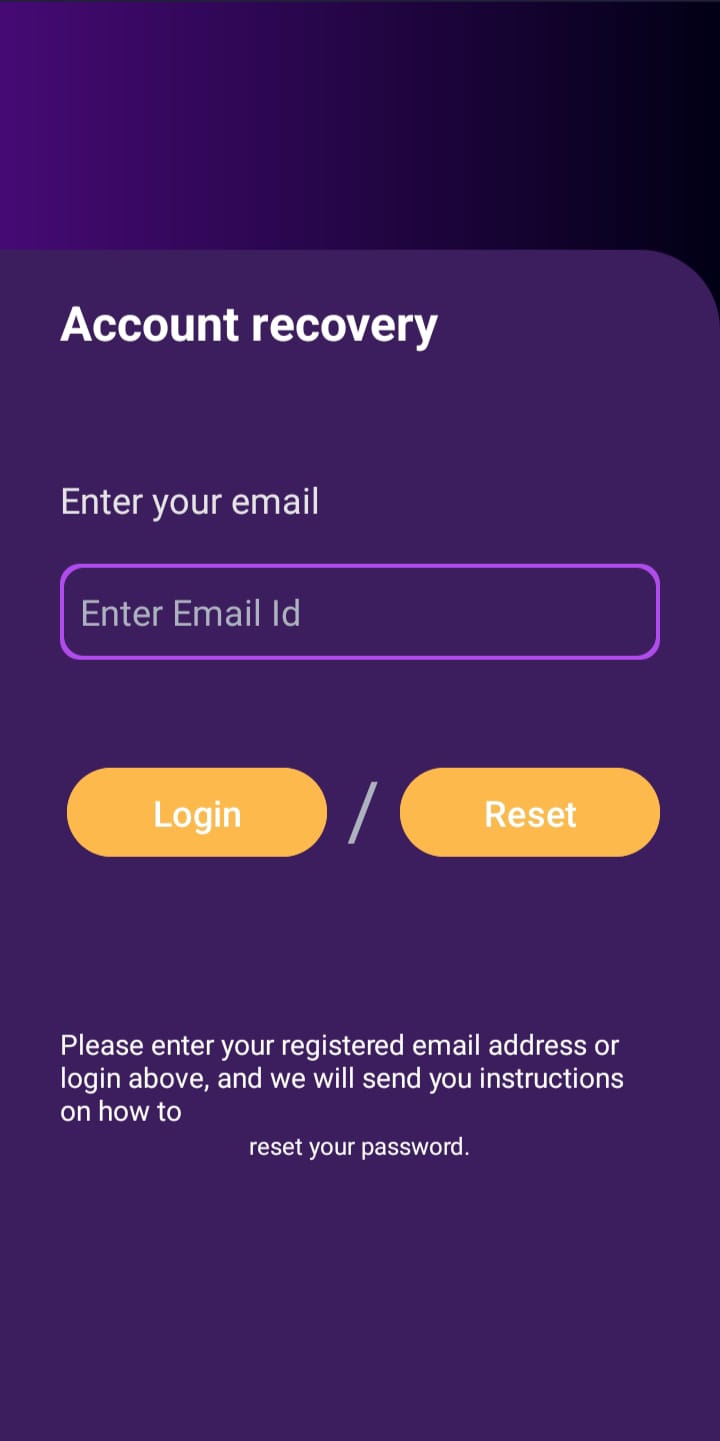 Account recovery
Enter your email
Enter Email Id
Login / Reset
Please enter your registered email address or
login above, and we will send you instructions
on how to
reset your password.